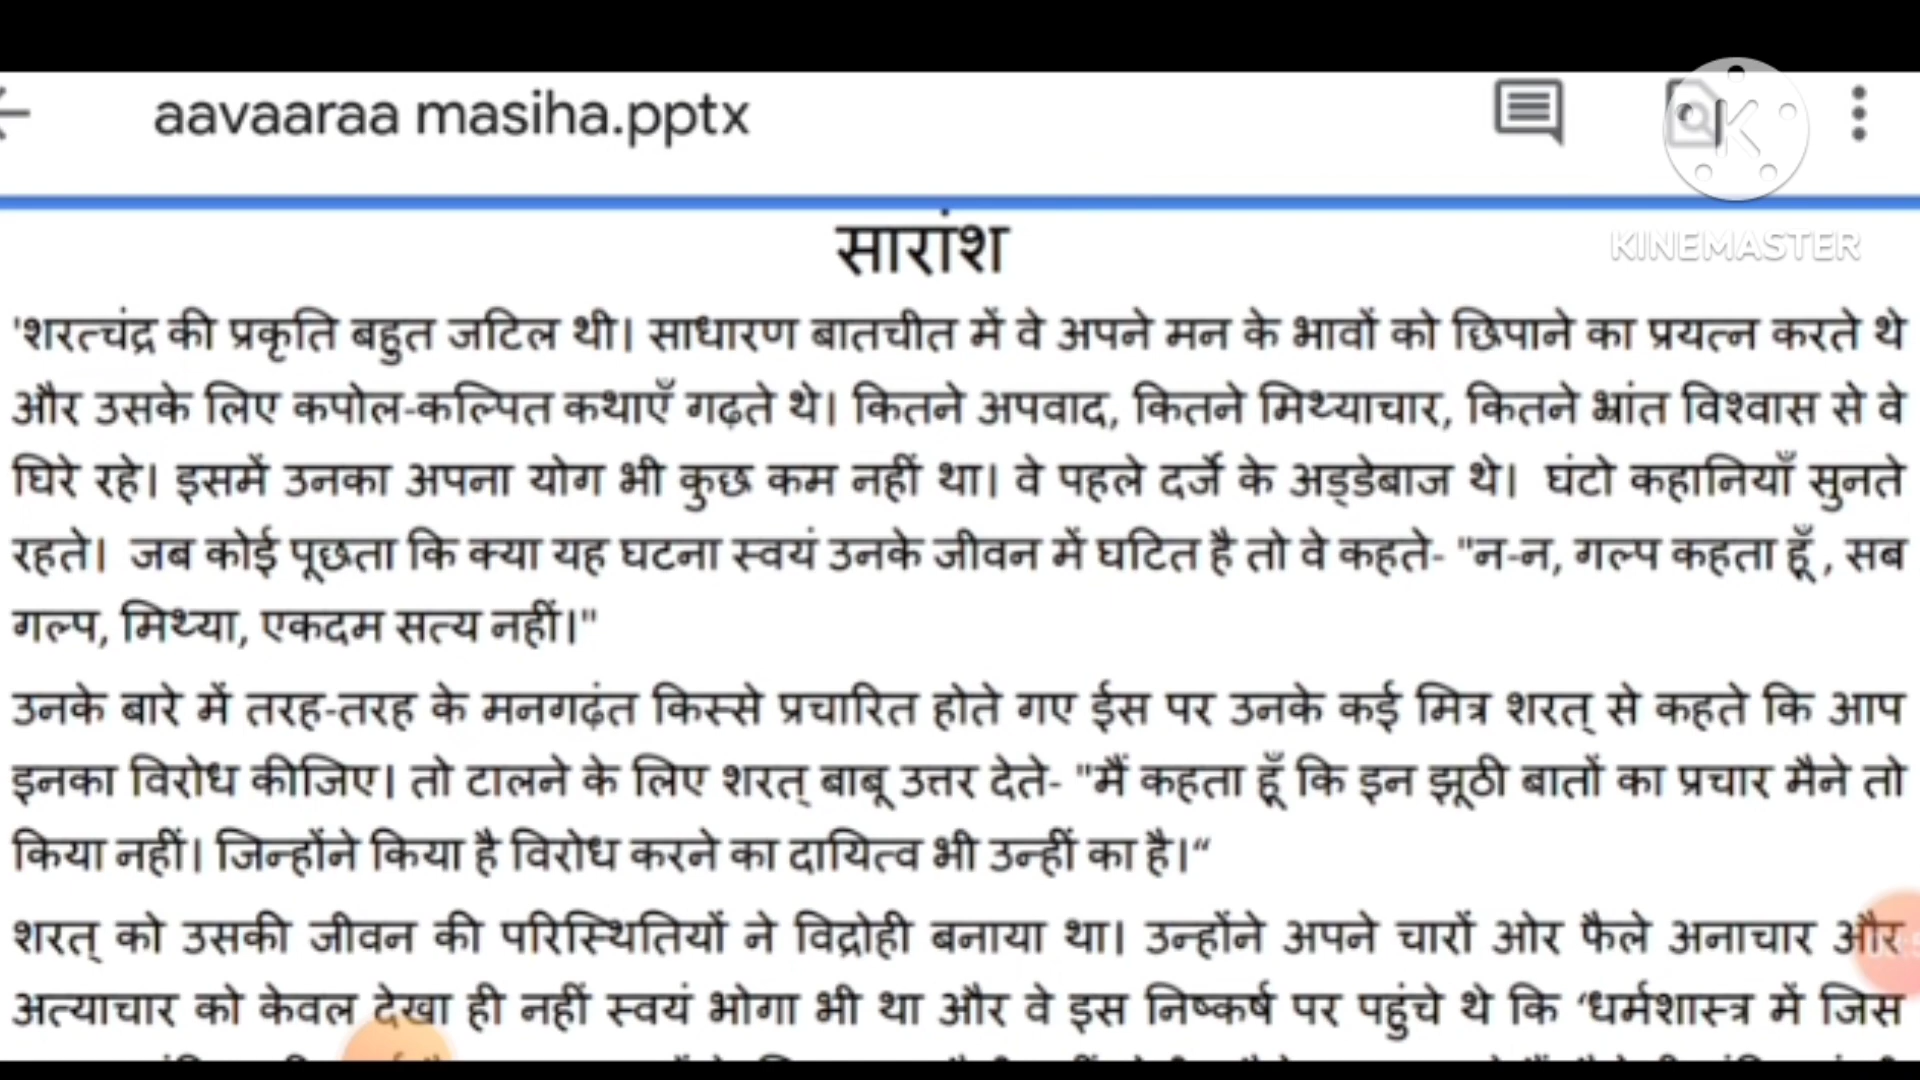 aavaaraa masiha.pptx
KINEMASTER
सारांश
'शरत्चंद्र की प्रकृति बहुत जटिल थी। साधारण बातचीत में वे अपने मन के भावों को छिपाने का प्रयत्न करते थे
और उसके लिए कपोल-कल्पित कथाएँ गढ़ते थे। कितने अपवाद, कितने मिथ्याचार, कितने भ्रांत विश्वास से वे
घिरे रहे। इसमें उनका अपना योग भी कुछ कम नहीं था। वे पहले दर्जे के अड्डेबाज थे। घंटो कहानियाँ सुनते
रहते। जब कोई पूछता कि क्या यह घटना स्वयं उनके जीवन में घटित है तो वे कहते- "न-न, गल्प कहता हूँ , सब
गल्प, मिथ्या, एकदम सत्य नहीं।"
उनके बारे में तरह-तरह के मनगढ़ंत किस्से प्रचारित होते गए ईस पर उनके कई मित्र शरत् से कहते कि आप
इनका विरोध कीजिए। तो टालने के लिए शरत् बाबू उत्तर देते- "मैं कहता हूँ कि इन झूठी बातों का प्रचार मैने तो
किया नहीं। जिन्होंने किया है विरोध करने का दायित्व भी उन्हीं का है।“
शरत् को उसकी जीवन की परिस्थितियों ने विद्रोही बनाया था। उन्होंने अपने चारों ओर फैले अनाचार और
अत्याचार को केवल देखा ही नहीं स्वयं भोगा भी था और वे इस निष्कर्ष पर पहुंचे थे कि ‘धर्मशास्त्र में जिस